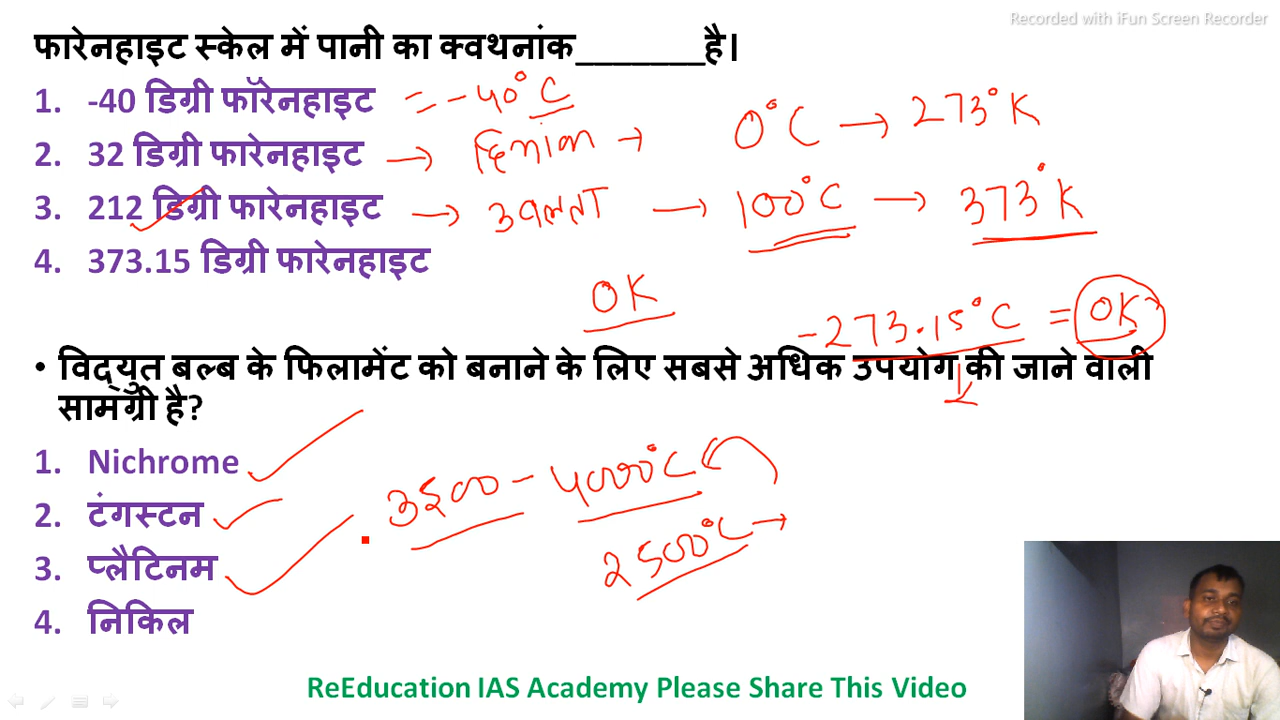 Recorded with iFun Screen Recorder
फारेनहाइट स्केल में पानी का क्वथनांक_______है।
1. -40 डिग्री फॉरेनहाइट = -40°C
2. 32 डिग्री फारेनहाइट → हिमांक → 0°C → 273°K
3. 212 डिग्री फारेनहाइट → उबलता → 100°C → 373°K
4. 373.15 डिग्री फारेनहाइट
0K
-273.15°C = 0K
• विद्युत बल्ब के फिलामेंट को बनाने के लिए सबसे अधिक उपयोग की जाने वाली
सामग्री है?
1. Nichrome
3500 - 4000°C
2. टंगस्टन
2500°C →
3. प्लैटिनम
4. निकिल
ReEducation IAS Academy Please Share This Video